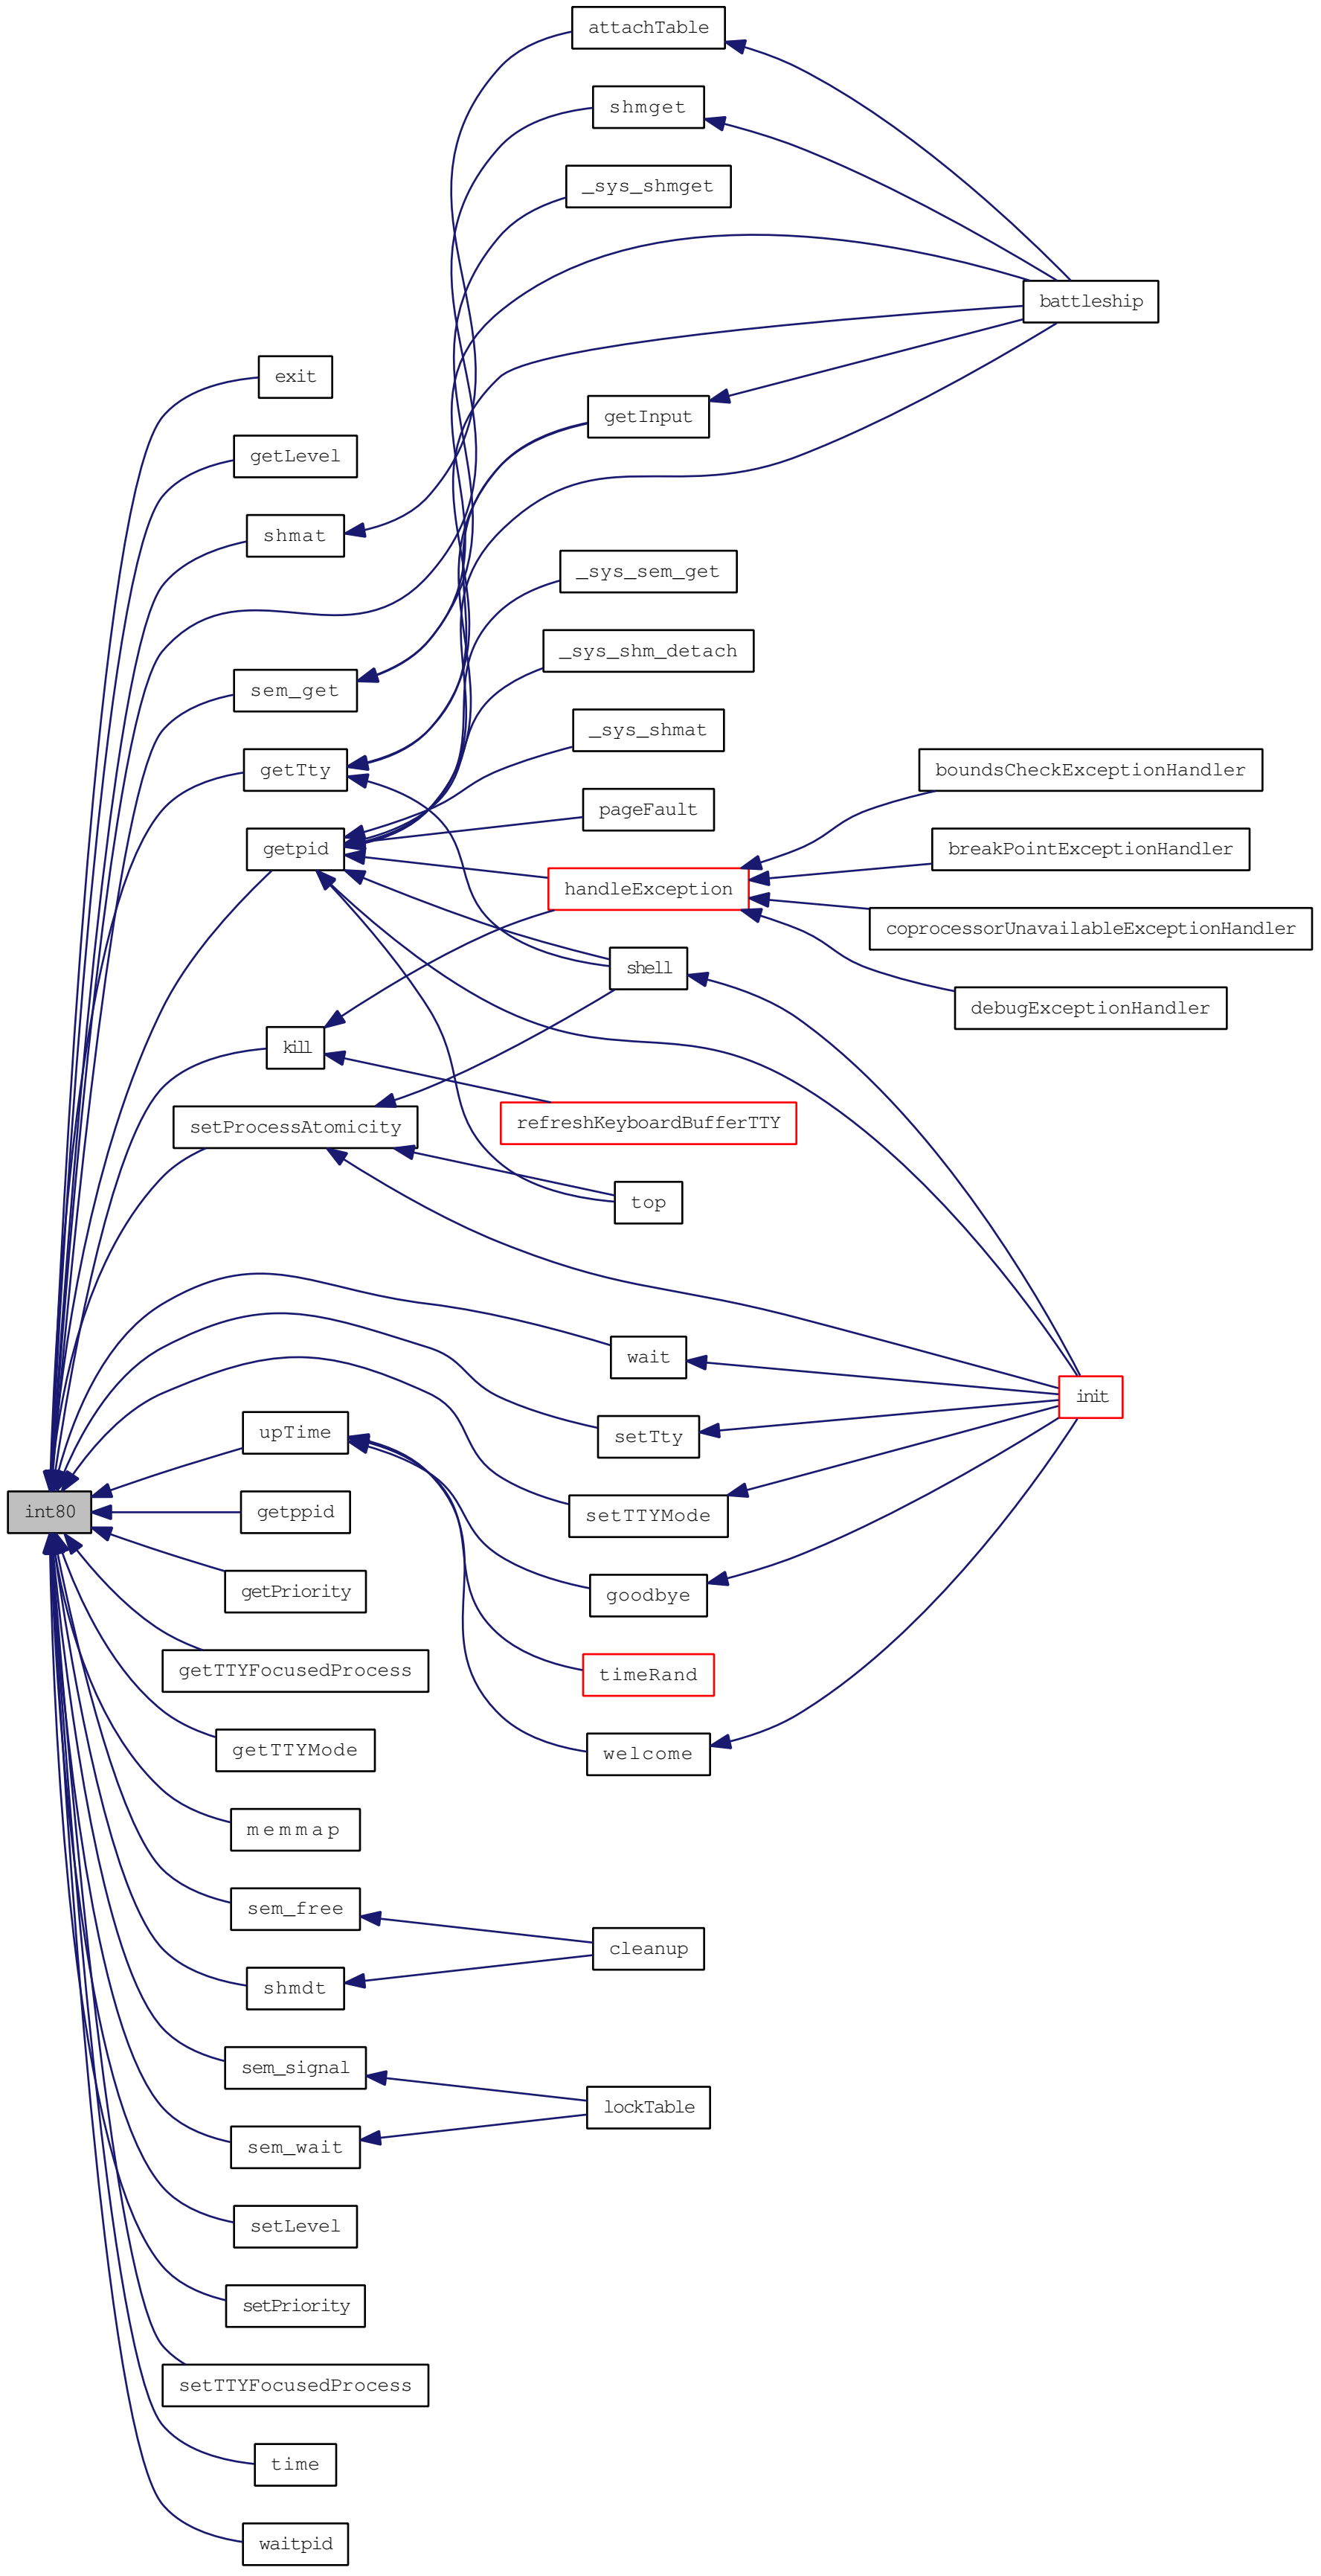 attachTable
shmget
_sys_shmget
battleship
exit
getInput
getLevel
shmat
_sys_sem_get
_sys_shm_detach
sem_get
_sys_shmat
getTty
boundsCheckExceptionHandler
pageFault
getpid
breakPointExceptionHandler
handleException
coprocessorUnavailableExceptionHandler
shell
debugExceptionHandler
kill
refreshKeyboardBufferTTY
setProcessAtomicity
top
wait
init
upTime
setTty
int80
getppid
setTTYMode
getPriority
goodbye
getTTYFocusedProcess
timeRand
getTTYMode
welcome
memmap
sem_free
cleanup
shmdt
sem_signal
lockTable
sem_wait
setLevel
setPriority
setTTYFocusedProcess
time
waitpid